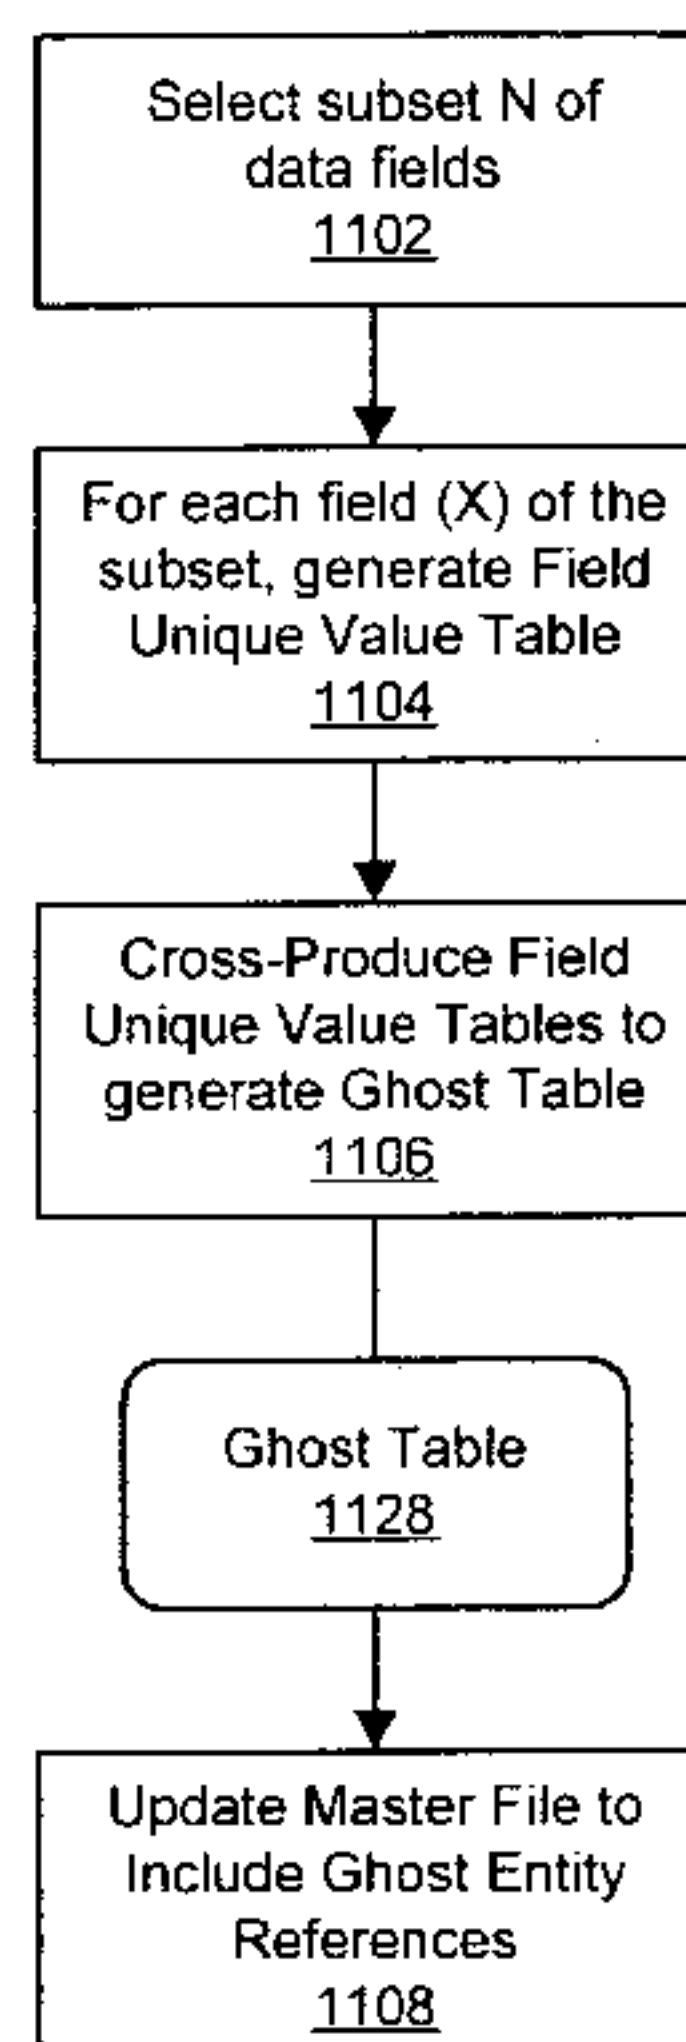 Select subset N of
data fields
1102
For each field (X) of the
subset, generate Field
Unique Value Table
1104
Cross-Produce Field
Unique Value Tables to
generate Ghost Table
1106
Ghost Table
1128
Update Master File to
Include Ghost Entity
References
1108